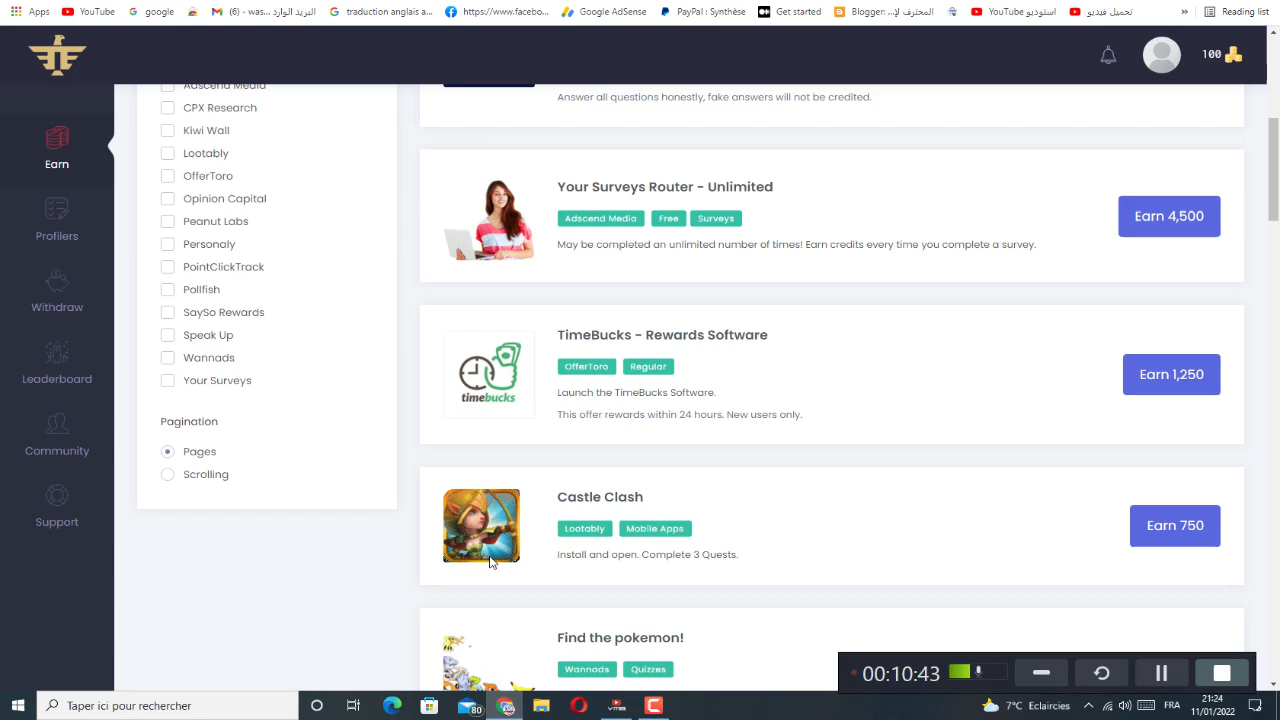 Apps YouTube google (6) - was... البريد الوارد traduction anglais a... https://www.facebo... Google AdSense PayPal : Synthèse Get started Blogger: المحترف لإ... YouTube استوديو تحميل فيديو » Reading list
100
Earn
Profilers
Withdraw
Leaderboard
Community
Support
Adscend Media
CPX Research
Kiwi Wall
Lootably
OfferToro
Opinion Capital
Peanut Labs
Personaly
PointClickTrack
Pollfish
SaySo Rewards
Speak Up
Wannads
Your Surveys
Pagination
Pages
Scrolling
Answer all questions honestly, fake answers will not be credited.
Your Surveys Router - Unlimited
Adscend Media Free Surveys
May be completed an unlimited number of times! Earn credits every time you complete a survey.
Earn 4,500
timebucks
TimeBucks - Rewards Software
OfferToro Regular
Launch the TimeBucks Software.
This offer rewards within 24 hours. New users only.
Earn 1,250
Castle Clash
Lootably Mobile Apps
Install and open. Complete 3 Quests.
Earn 750
Find the pokemon!
Wannads Quizzes
00:10:43
Taper ici pour rechercher
80
7°C Eclaircies
FRA
21:24
11/01/2022